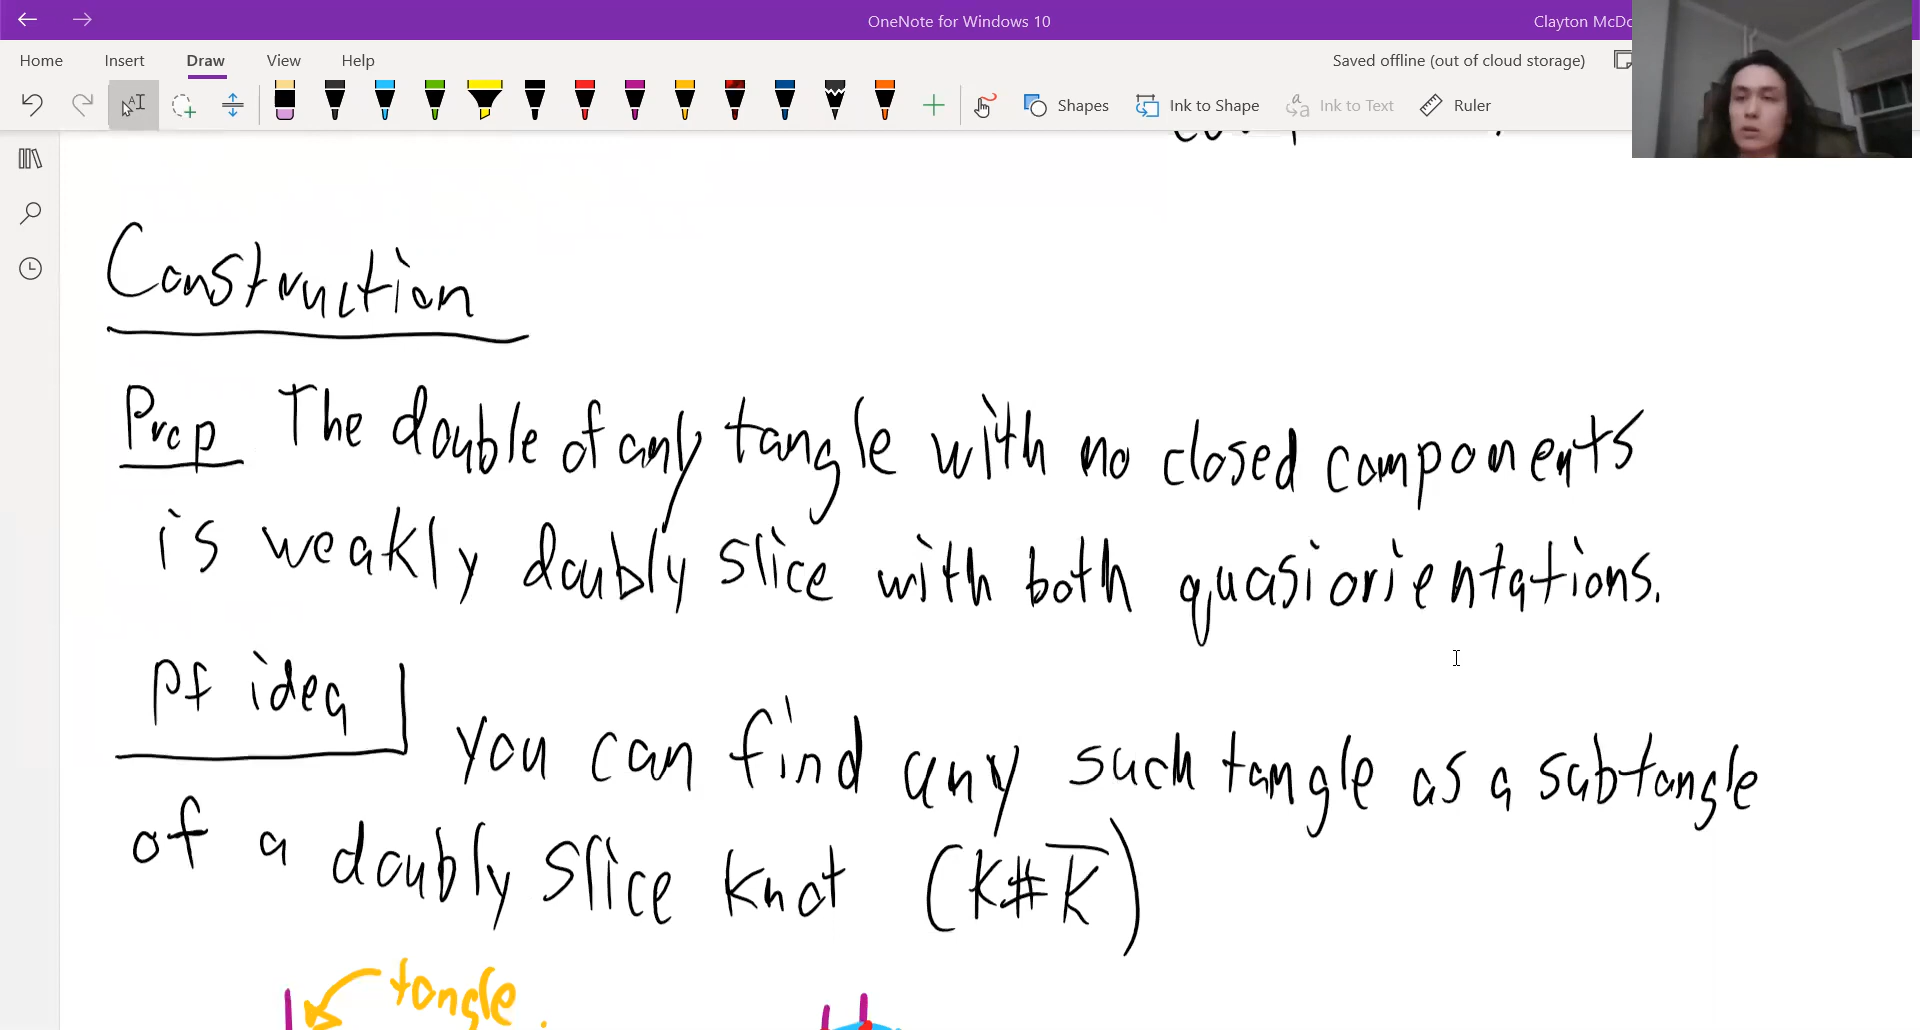 OneNote for Windows 10
Clayton
Home Insert Draw View Help
Saved offline (out of cloud storage)
Shapes Ink to Shape Ink to Text Ruler
Construction
Prop The double of any tangle with no closed components
is weakly doubly slice with both quasiorientations.
Pf idea You can find any such tangle as a subtangle
of a doubly slice knot (K#K̅)
tangle